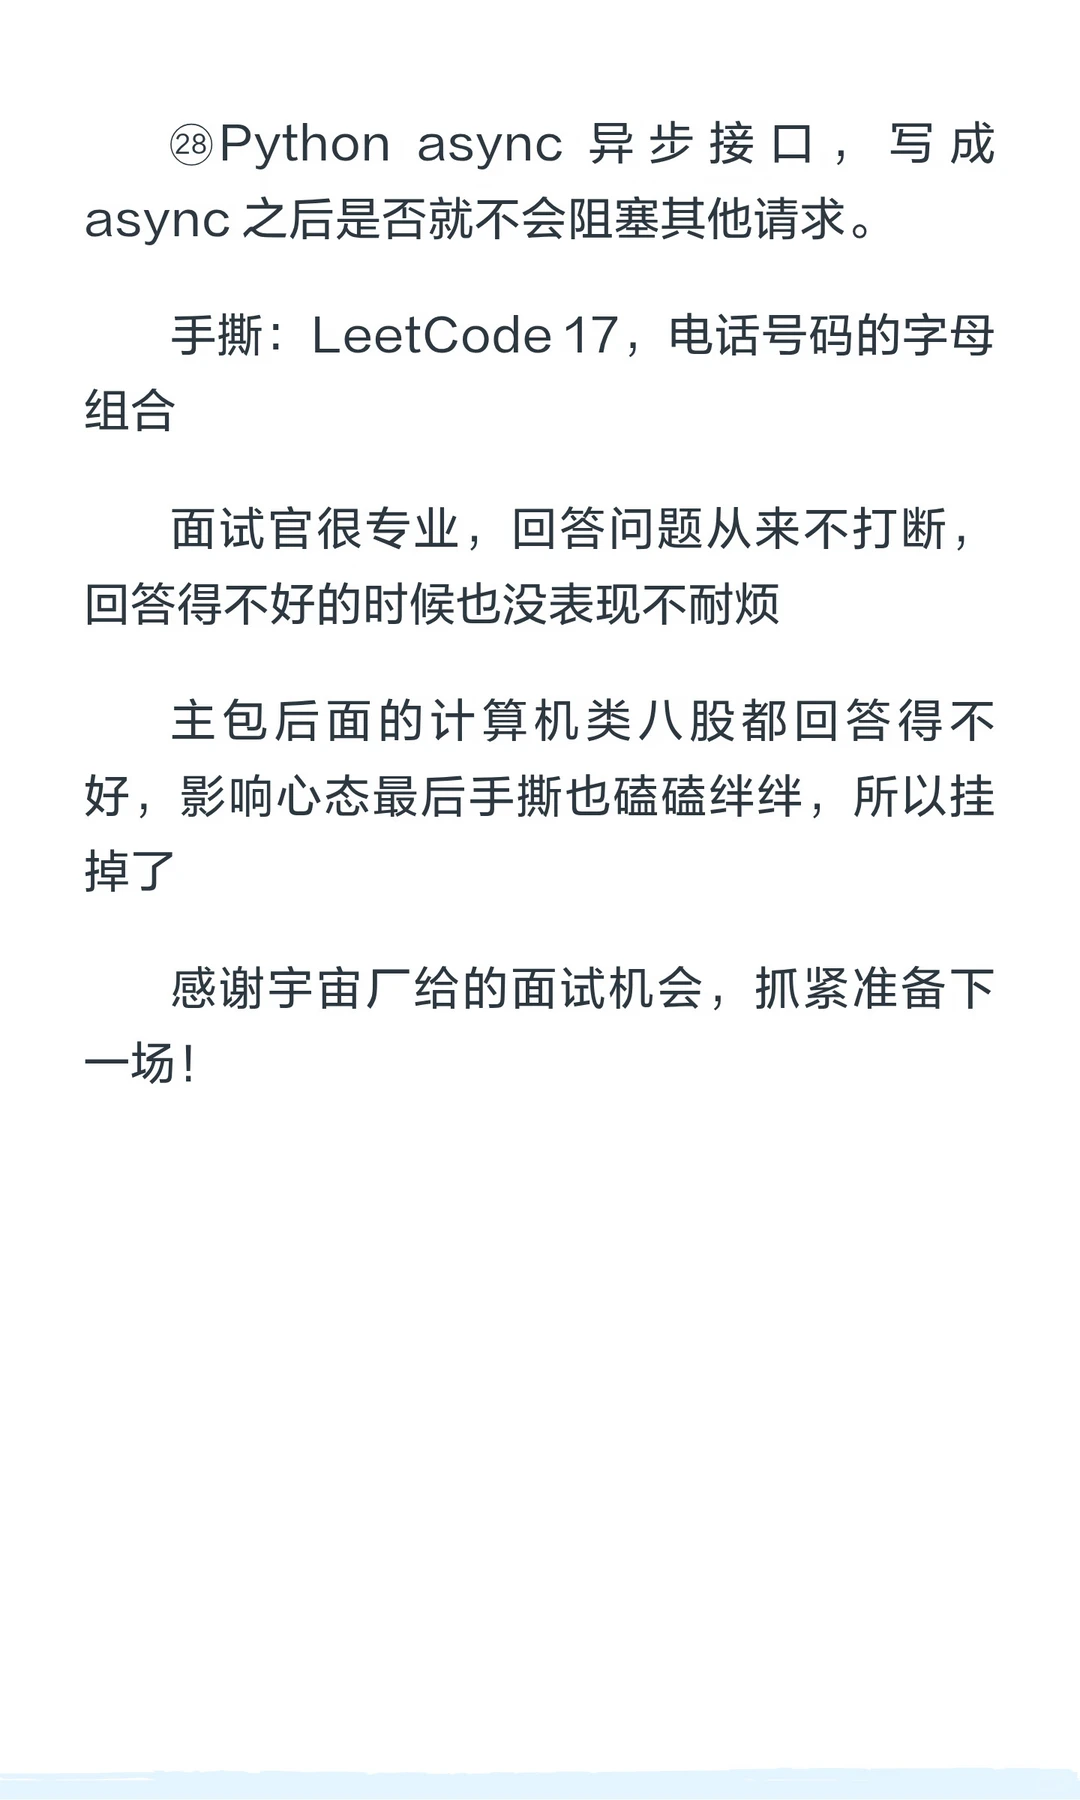 ㉘Python async 异步接口，写成
async 之后是否就不会阻塞其他请求。
手撕：LeetCode 17，电话号码的字母
组合
面试官很专业，回答问题从来不打断，
回答得不好的时候也没表现不耐烦
主包后面的计算机类八股都回答得不
好，影响心态最后手撕也磕磕绊绊，所以挂
掉了
感谢宇宙厂给的面试机会，抓紧准备下
一场！